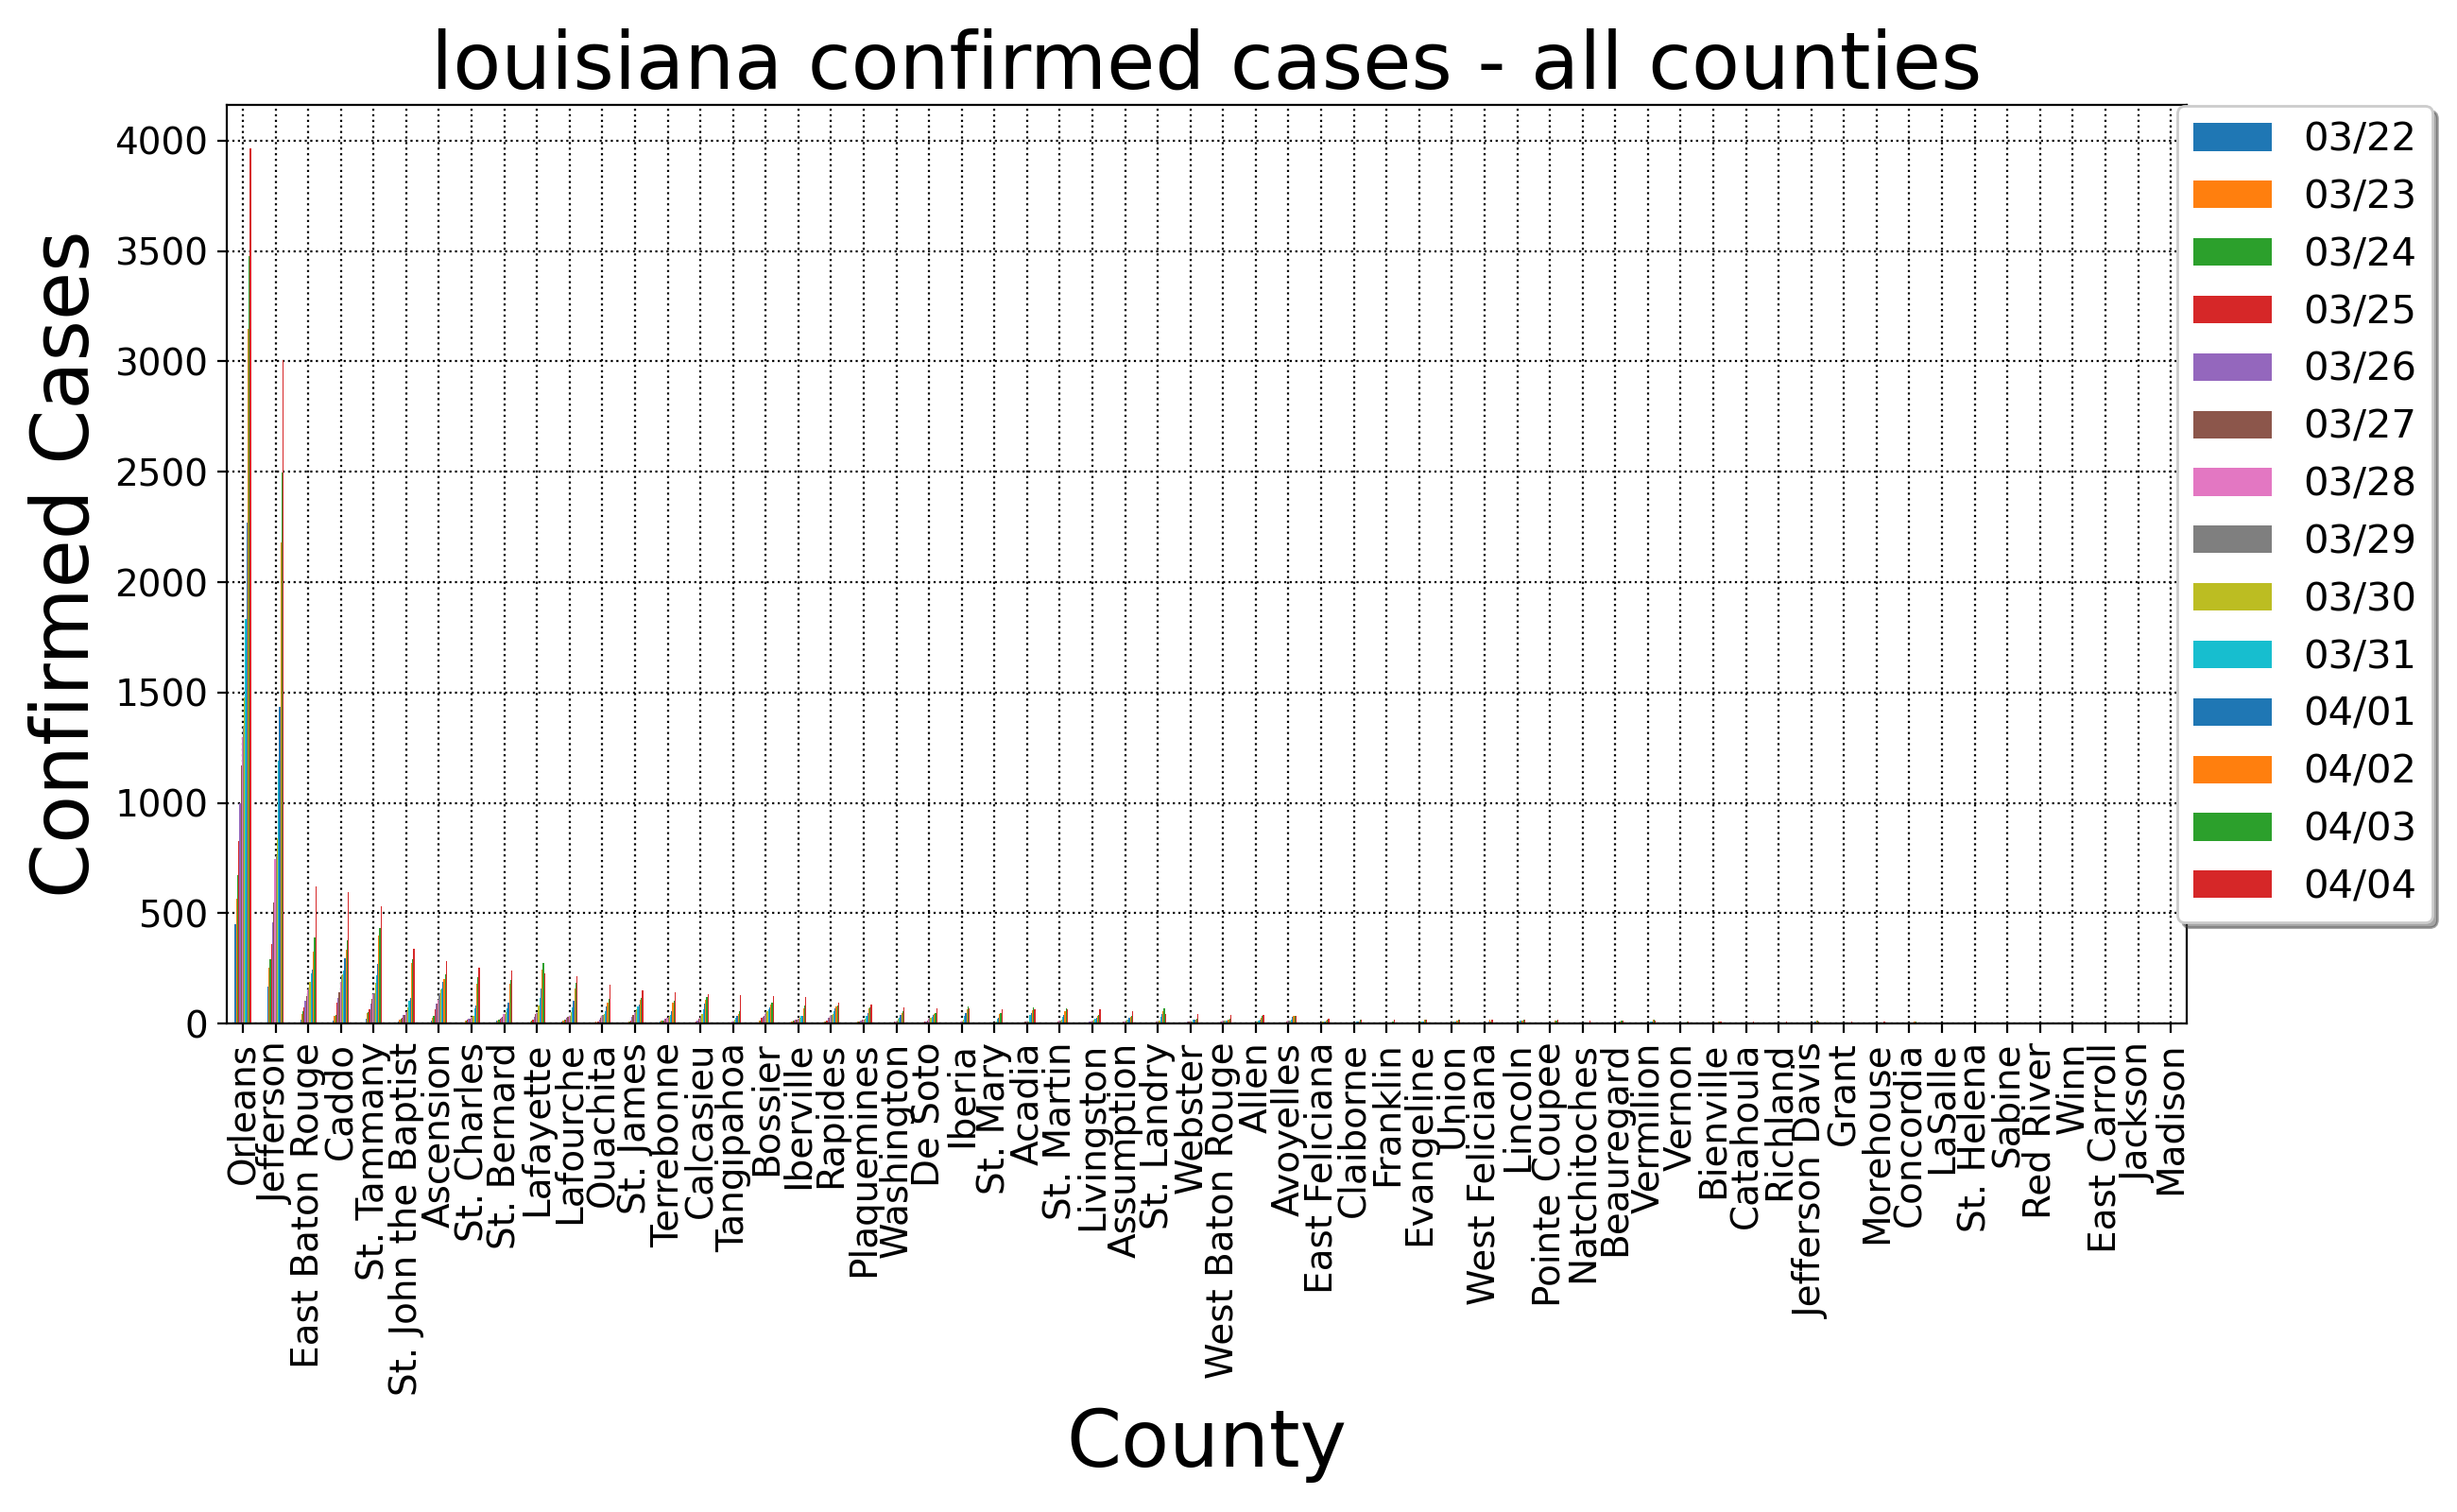 louisiana confirmed cases - all counties
Confirmed Cases
4000
3500
3000
2500
2000
1500
1000
500
0
03/22
03/23
03/24
03/25
03/26
03/27
03/28
03/29
03/30
03/31
04/01
04/02
04/03
04/04
Orleans
Jefferson
East Baton Rouge
Caddo
St. Tammany
St. John the Baptist
Ascension
St. Charles
St. Bernard
Lafayette
Lafourche
Ouachita
St. James
Terrebonne
Calcasieu
Tangipahoa
Bossier
Iberville
Rapides
Plaquemines
Washington
De Soto
Iberia
St. Mary
Acadia
St. Martin
Livingston
Assumption
St. Landry
Webster
West Baton Rouge
Allen
Avoyelles
East Feliciana
Claiborne
Franklin
Evangeline
Union
West Feliciana
Lincoln
Pointe Coupee
Natchitoches
Beauregard
Vermilion
Vernon
Bienville
Catahoula
Richland
Jefferson Davis
Grant
Morehouse
Concordia
LaSalle
St. Helena
Sabine
Red River
Winn
East Carroll
Jackson
Madison
County